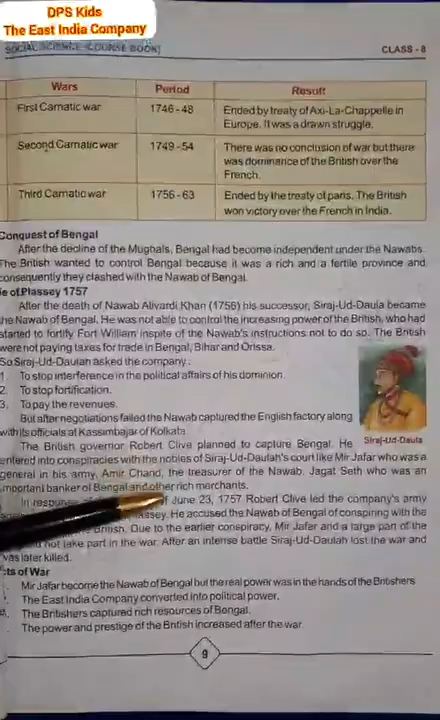 DPS Kids
The East India Company
SOCIAL SCIENCE (COURSE BOOK)
CLASS - 8
Wars Period Result
First Carnatic war 1746-48 Ended by treaty of Axi-La-Chappelle in
Europe. It was a drawn struggle.
Second Carnatic war 1749-54 There was no conclusion of war but there
was dominance of the British over the
French.
Third Carnatic war 1756-63 Ended by the treaty of paris. The British
won victory over the French in India.
Conquest of Bengal
After the decline of the Mughals, Bengal had become independent under the Nawabs.
The British wanted to control Bengal because it was a rich and a fertile province and
consequently they clashed with the Nawab of Bengal.
of Plassey 1757
After the death of Nawab Alivardi Khan (1756) his successor, Siraj-Ud-Daula became
the Nawab of Bengal. He was not able to control the increasing power of the British, who had
started to fortify Fort William inspite of the Nawab's instructions not to do so. The British
were not paying taxes for trade in Bengal, Bihar and Orissa.
So Siraj-Ud-Daulah asked the company:
1. To stop interference in the political affairs of his dominion.
2. To stop fortification.
3. To pay the revenues.
But after negotiations failed the Nawab captured the English factory along
with its officials at Kassimbajar of Kolkata.
Siraj-Ud-Daula
The British governor Robert Clive planned to capture Bengal. He
entered into conspiracies with the nobles of Siraj-Ud-Daulah's court like Mir Jafar who was a
general in his army, Amir Chand, the treasurer of the Nawab, Jagat Seth who was an
important banker of Bengal and other rich merchants.
In response June 23, 1757 Robert Clive led the company's army
He accused the Nawab of Bengal of conspiring with the
British. Due to the earlier conspiracy, Mir Jafer and a large part of the
not take part in the war. After an intense battle Siraj-Ud-Daulah lost the war and
was later killed.
of War
Mir Jafar become the Nawab of Bengal but the real power was in the hands of the Britishers
The East India Company converted into political power.
The Britishers captured rich resources of Bengal.
The power and prestige of the British increased after the war.
9